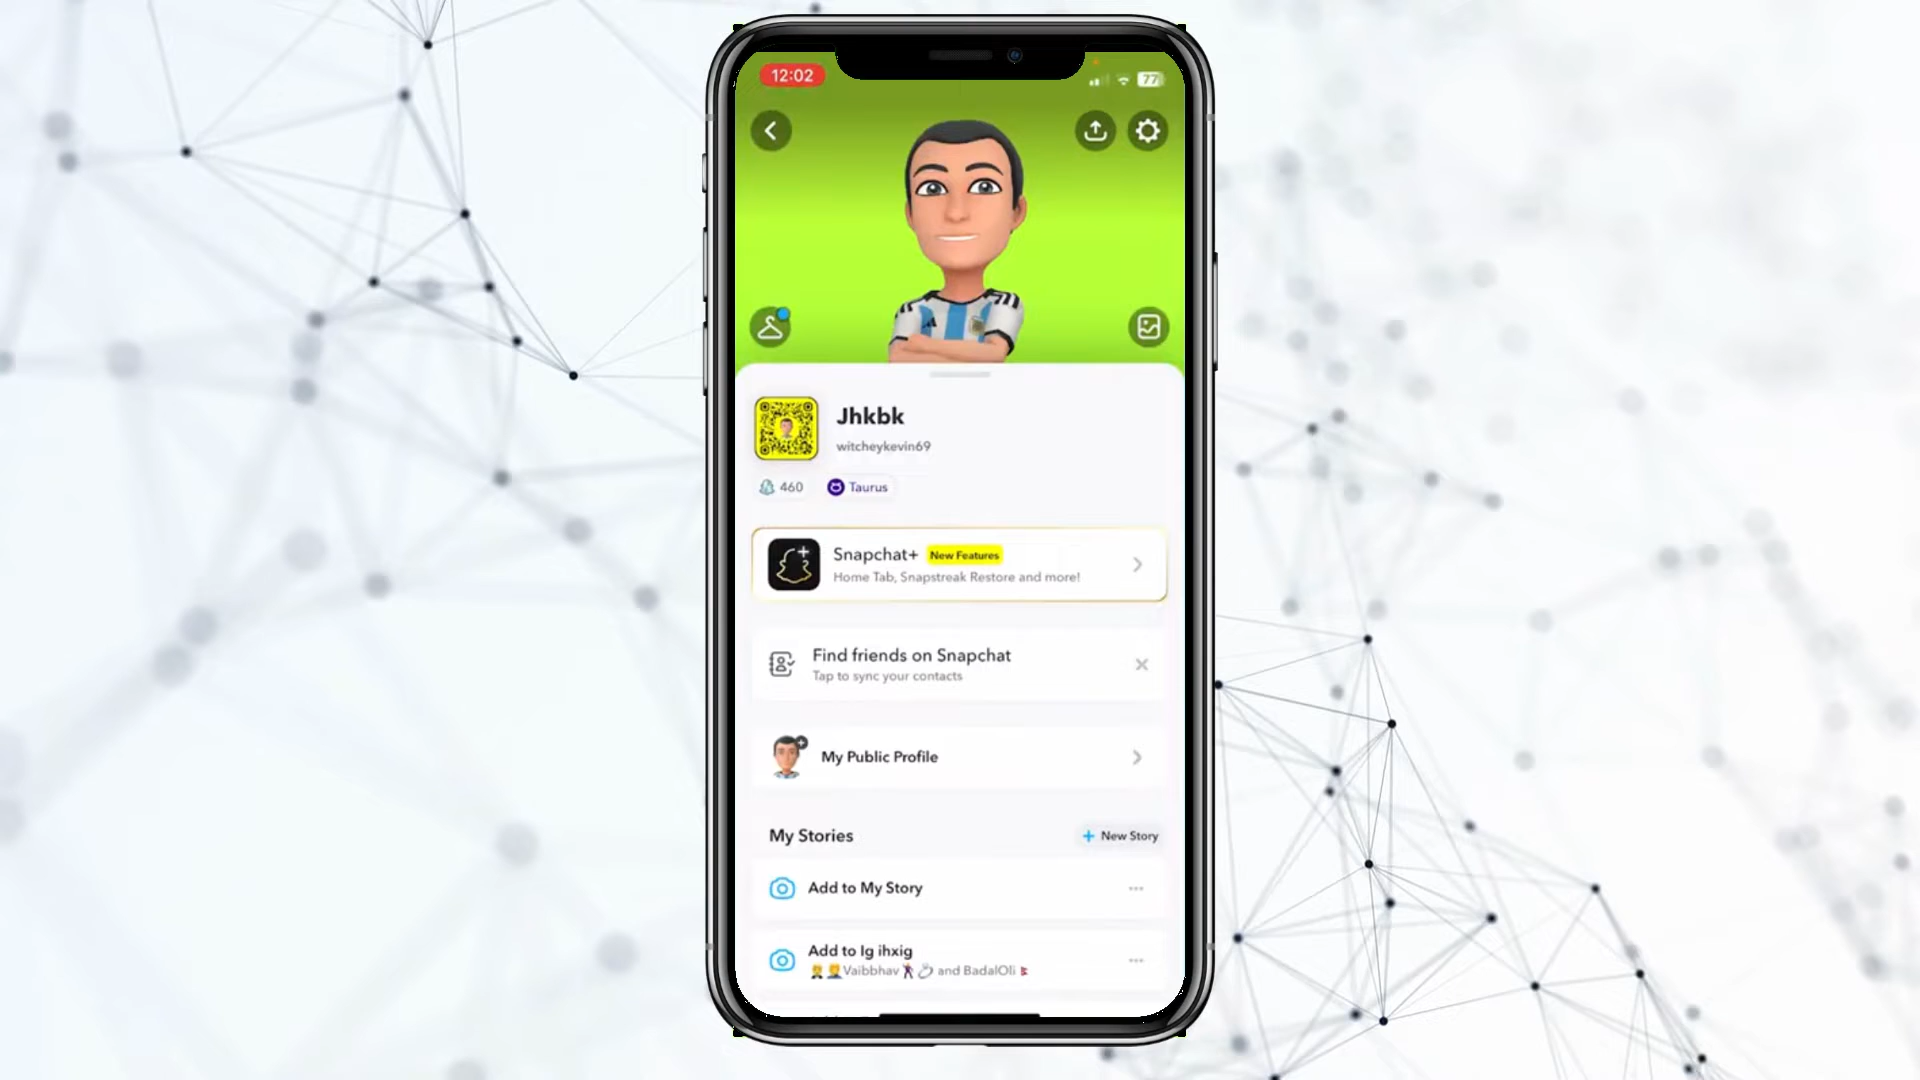 12:02
77
Jhkbk
witcheykevin69
460
Taurus
Snapchat+ New Features
Home Tab, Snapstreak Restore and more!
Find friends on Snapchat
Tap to sync your contacts
My Public Profile
My Stories
+ New Story
Add to My Story
Add to Ig ihxig
Vaibbhav and BadalOli